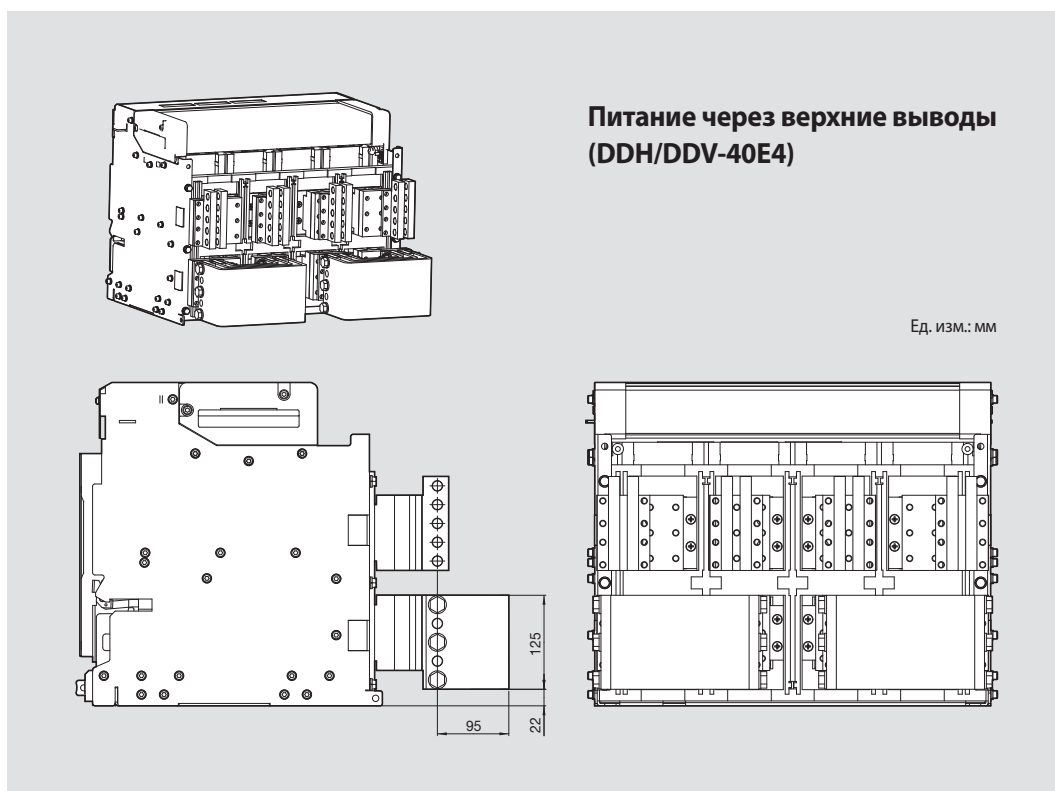 Питание через верхние выводы
(DDH/DDV-40E4)
Ед. изм.: мм
125
95
22